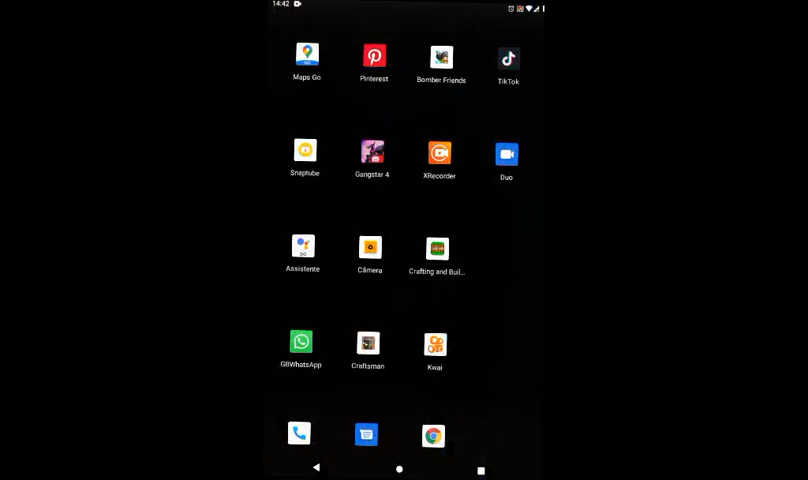 14:42
Maps Go
Pinterest
Bomber Friends
TikTok
Snaptube
Gangstar 4
XRecorder
Duo
GO
Assistente
Câmera
Crafting and Buil...
GBWhatsApp
Craftsman
Kwai